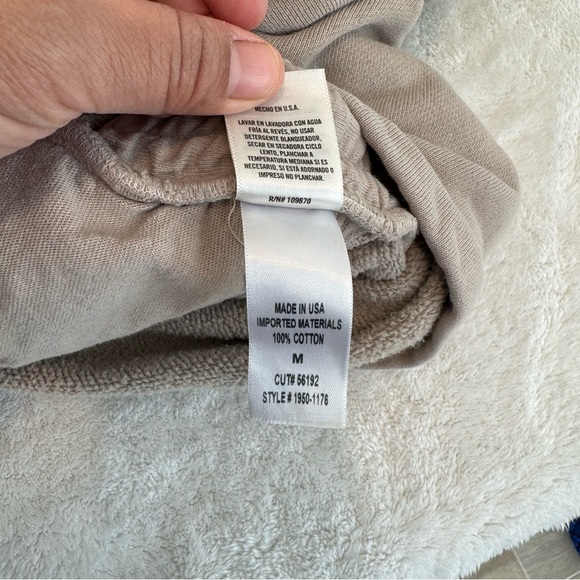 HECHO EN U.S.A.
LAVAR EN LAVADORA CON AGUA
FRÍA AL REVÉS, NO USAR
DETERGENTE BLANQUEADOR,
SECAR EN SECADORA CICLO
LENTO, PLANCHAR A
TEMPERATURA MEDIANA SI ES
NECESARIO, SI ESTÁ ADORNADO O
IMPRESO NO PLANCHAR.
R/N# 109870
MADE IN USA
IMPORTED MATERIALS
100% COTTON
M
CUT# 56192
STYLE # 1950-1176